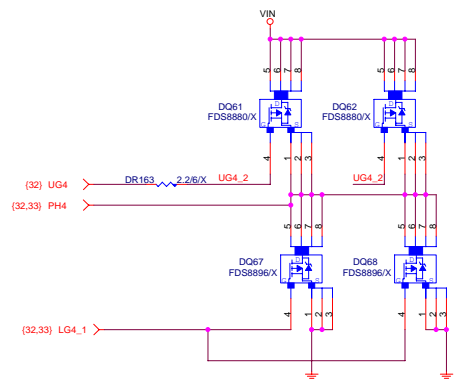 VIN
5 6 7 8 5 6 7 8
DQ61 DQ62
FDS8880/X FDS8880/X
D D
G S G S
4 1 2 3 4 1 2 3
{32} UG4 DR163 2.2/6/X UG4_2 UG4_2
{32,33} PH4
5 6 7 8 5 6 7 8
DQ67 DQ68
FDS8896/X FDS8896/X
D D
G S G S
4 1 2 3 4 1 2 3
{32,33} LG4_1